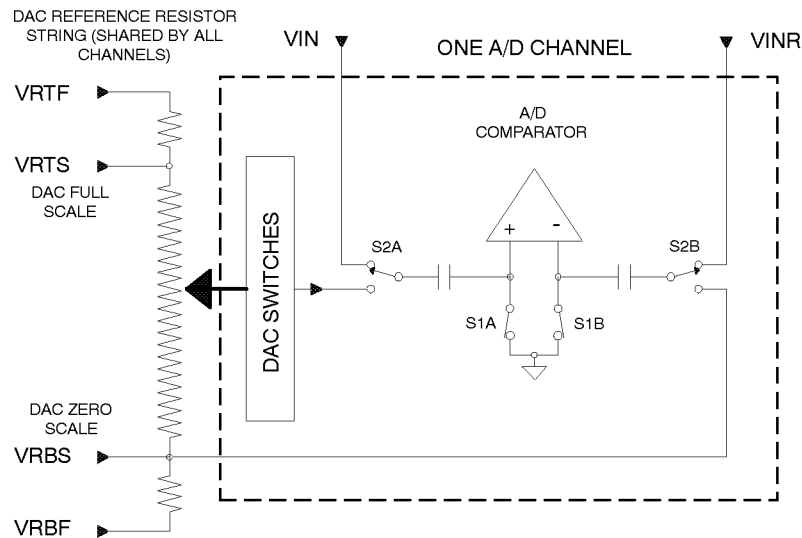 DAC REFERENCE RESISTOR
STRING (SHARED BY ALL
CHANNELS)
VIN
ONE A/D CHANNEL
VINR
VRTF
VRTS
DAC FULL
SCALE
A/D
COMPARATOR
+
-
S2A
S2B
DAC SWITCHES
S1A
S1B
DAC ZERO
SCALE
VRBS
VRBF